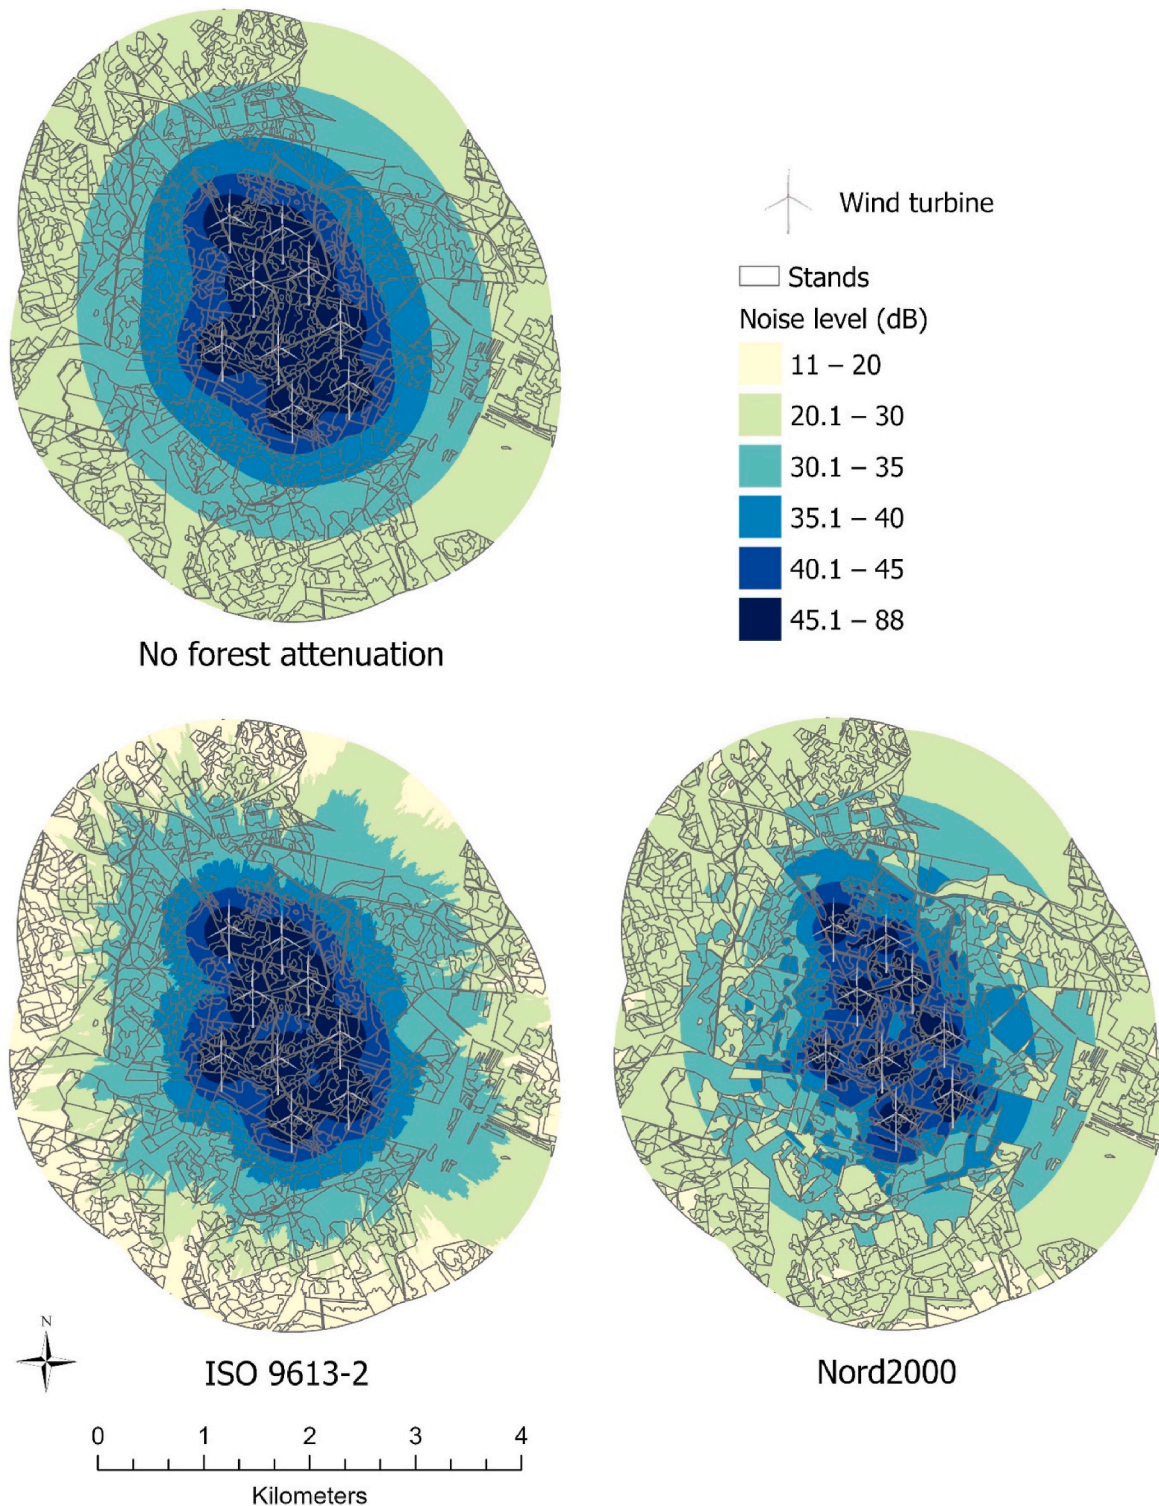 Wind turbine
Stands
Noise level (dB)
11 – 20
20.1 – 30
30.1 – 35
35.1 – 40
40.1 – 45
45.1 – 88
No forest attenuation
N
ISO 9613-2
Nord2000
0 1 2 3 4
Kilometers